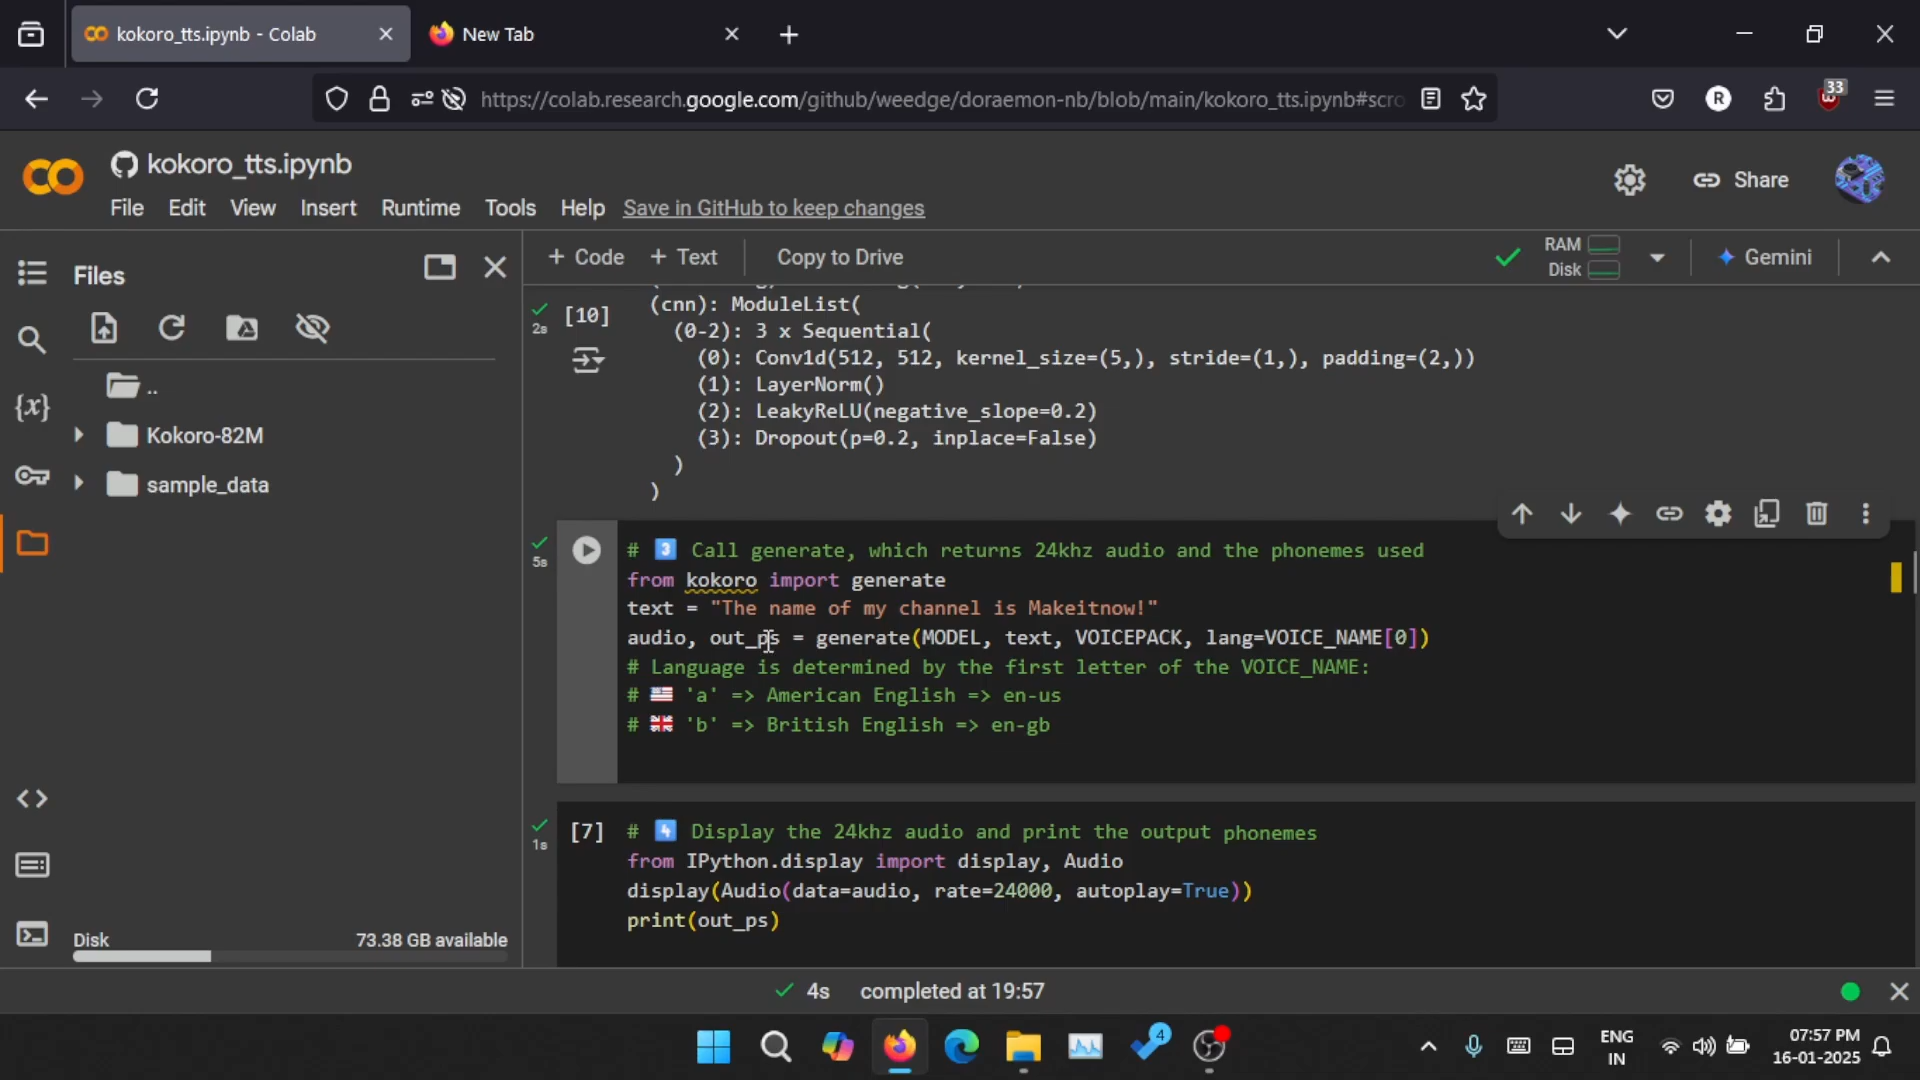 kokoro_tts.ipynb - Colab
New Tab
https://colab.research.google.com/github/weedge/doraemon-nb/blob/main/kokoro_tts.ipynb#scro
R
33
kokoro_tts.ipynb
File Edit View Insert Runtime Tools Help Save in GitHub to keep changes
Share
Files
+ Code + Text Copy to Drive
RAM
Disk
Gemini
..
Kokoro-82M
sample_data
Disk 73.38 GB available
{x}
2s [10]
(cnn): ModuleList(
(0-2): 3 x Sequential(
(0): Conv1d(512, 512, kernel_size=(5,), stride=(1,), padding=(2,))
(1): LayerNorm()
(2): LeakyReLU(negative_slope=0.2)
(3): Dropout(p=0.2, inplace=False)
)
)
5s
# 3 Call generate, which returns 24khz audio and the phonemes used
from kokoro import generate
text = "The name of my channel is Makeitnow!"
audio, out_ps = generate(MODEL, text, VOICEPACK, lang=VOICE_NAME[0])
# Language is determined by the first letter of the VOICE_NAME:
# 🇺🇸 'a' => American English => en-us
# 🇬🇧 'b' => British English => en-gb
1s [7]
# 4 Display the 24khz audio and print the output phonemes
from IPython.display import display, Audio
display(Audio(data=audio, rate=24000, autoplay=True))
print(out_ps)
4s completed at 19:57
4
ENG
IN
07:57 PM
16-01-2025